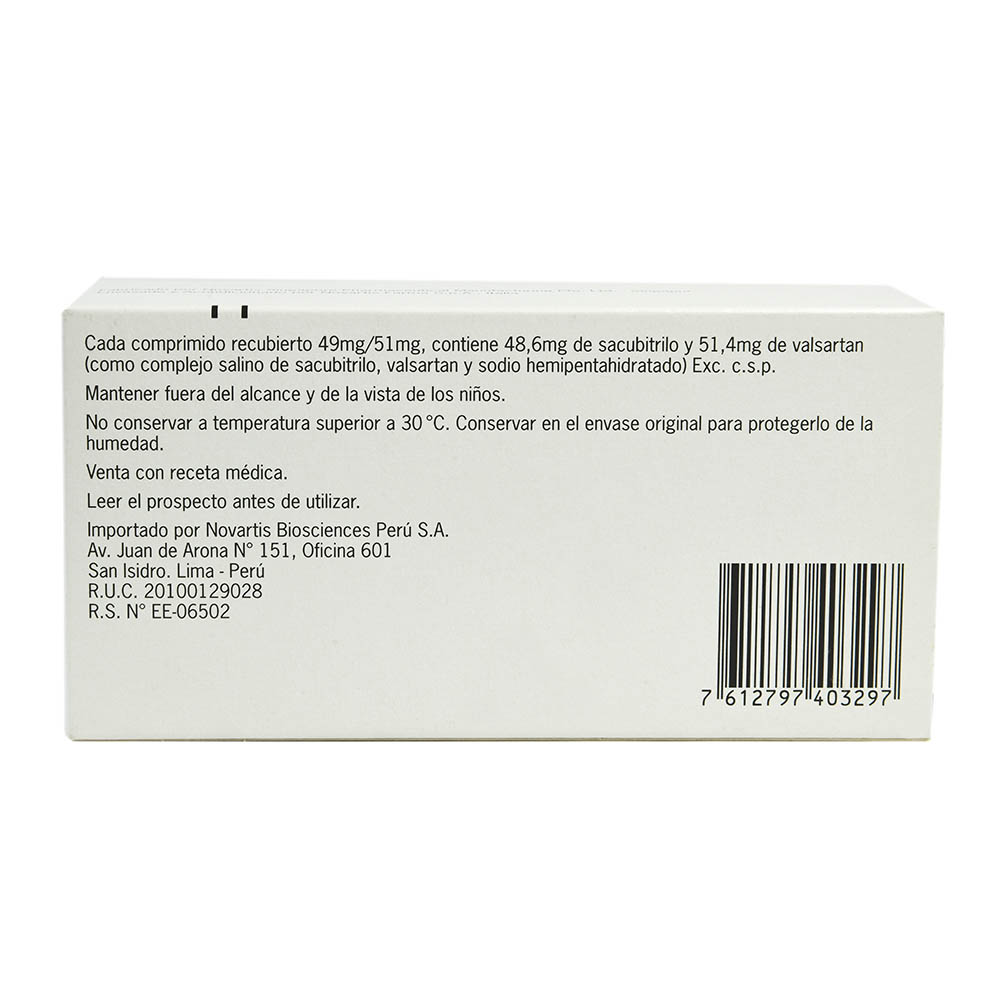 Cada comprimido recubierto 49mg/51mg, contiene 48,6mg de sacubitrilo y 51,4mg de valsartan
(como complejo salino de sacubitrilo, valsartan y sodio hemipentahidratado) Exc. c.s.p.
Mantener fuera del alcance y de la vista de los niños.
No conservar a temperatura superior a 30 °C. Conservar en el envase original para protegerlo de la
humedad.
Venta con receta médica.
Leer el prospecto antes de utilizar.
Importado por Novartis Biosciences Perú S.A.
Av. Juan de Arona N° 151, Oficina 601
San Isidro. Lima - Perú
R.U.C. 20100129028
R.S. N° EE-06502
7 612797 403297